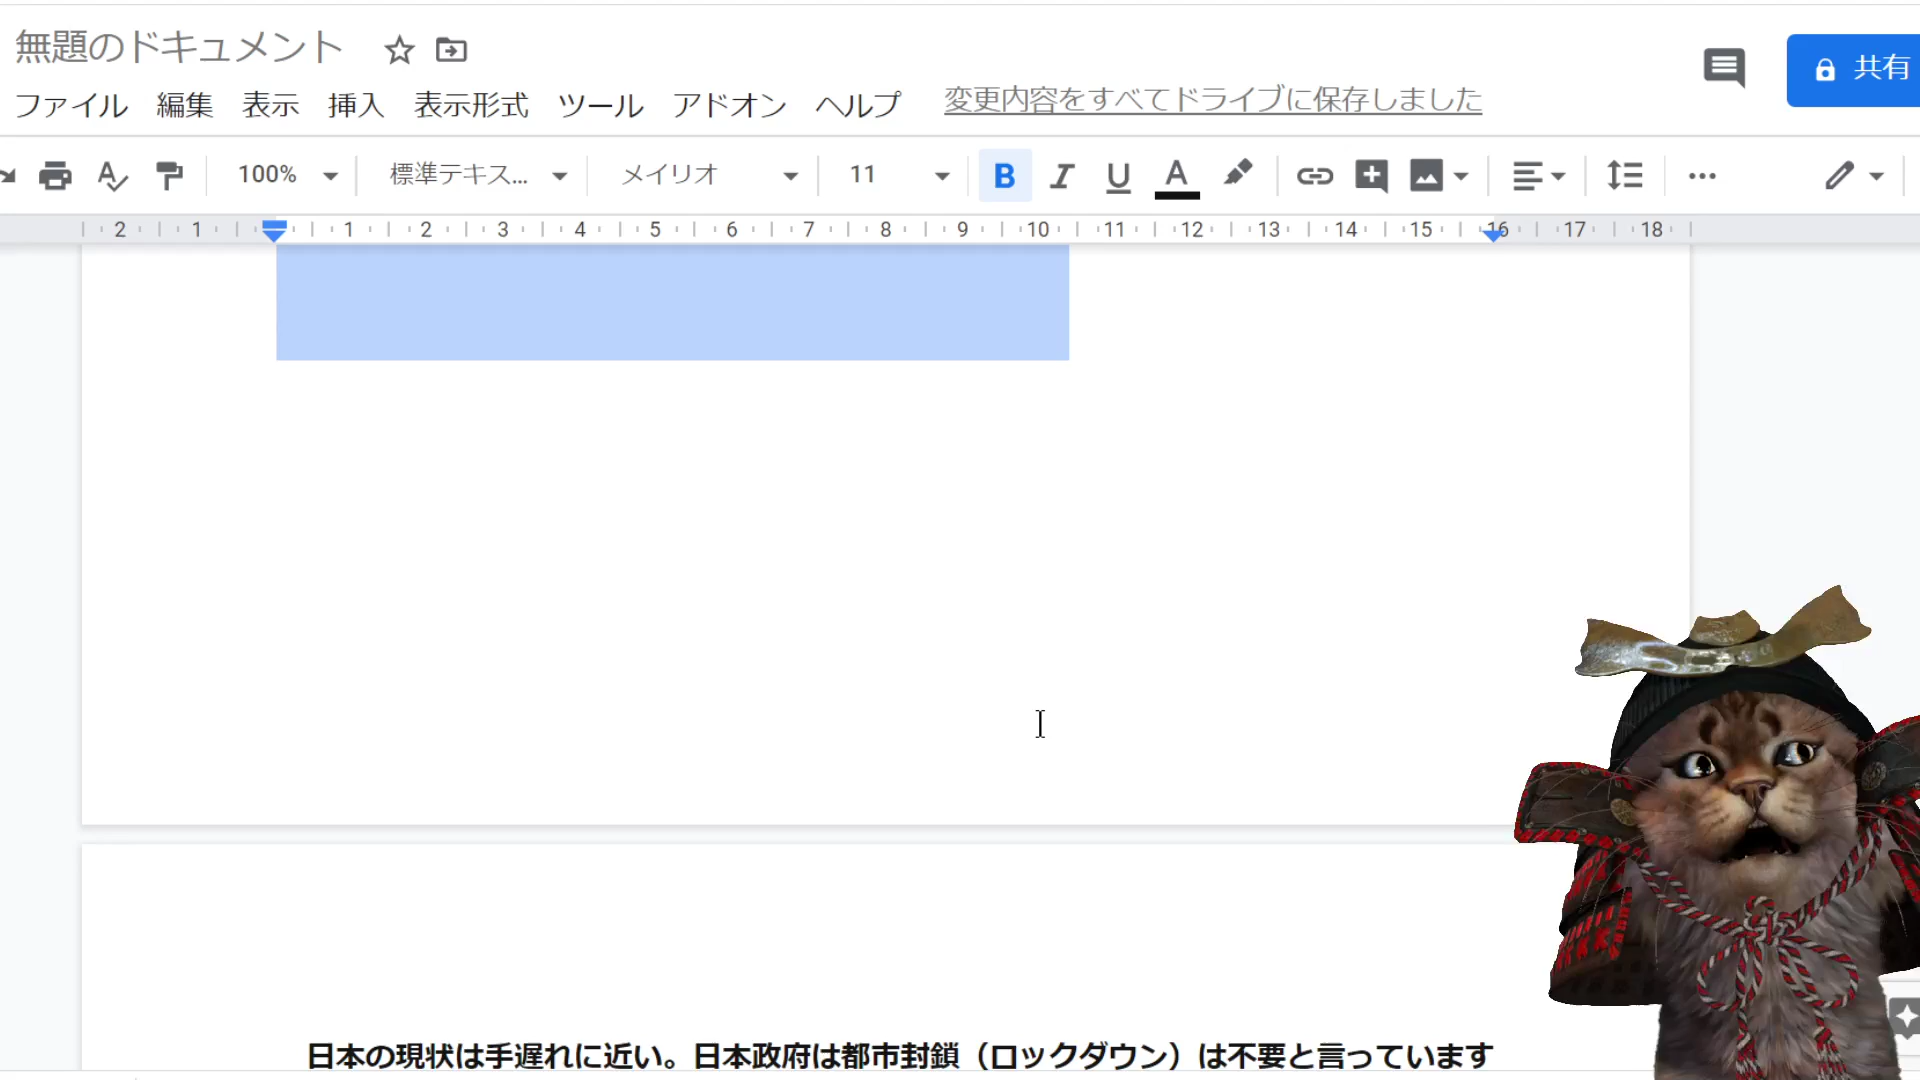 無題のドキュメント
共有
ファイル 編集 表示 挿入 表示形式 ツール アドオン ヘルプ 変更内容をすべてドライブに保存しました
100% 標準テキス... メイリオ 11 B I U A
2 1 1 2 3 4 5 6 7 8 9 10 11 12 13 14 15 16 17 18
日本の現状は手遅れに近い。日本政府は都市封鎖（ロックダウン）は不要と言っています